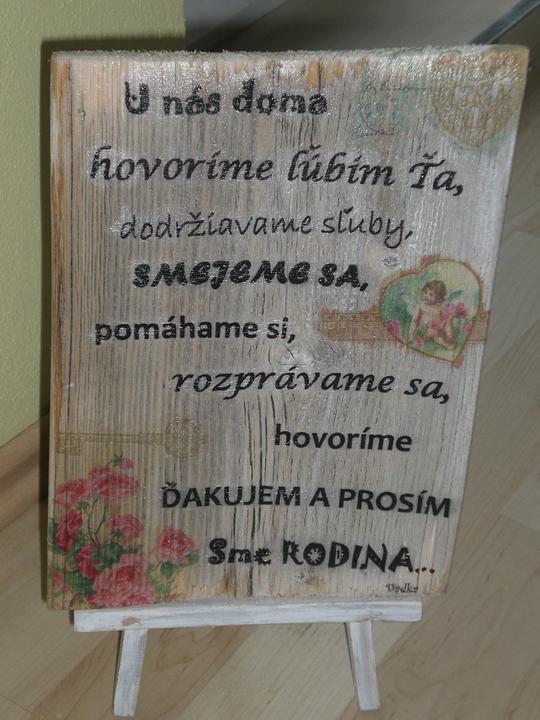 U nás doma
hovoríme ľúbim Ťa,
dodržiavame sľuby,
SMEJEME SA,
pomáhame si,
rozprávame sa,
hovoríme
ĎAKUJEM A PROSÍM
Sme RODINA...